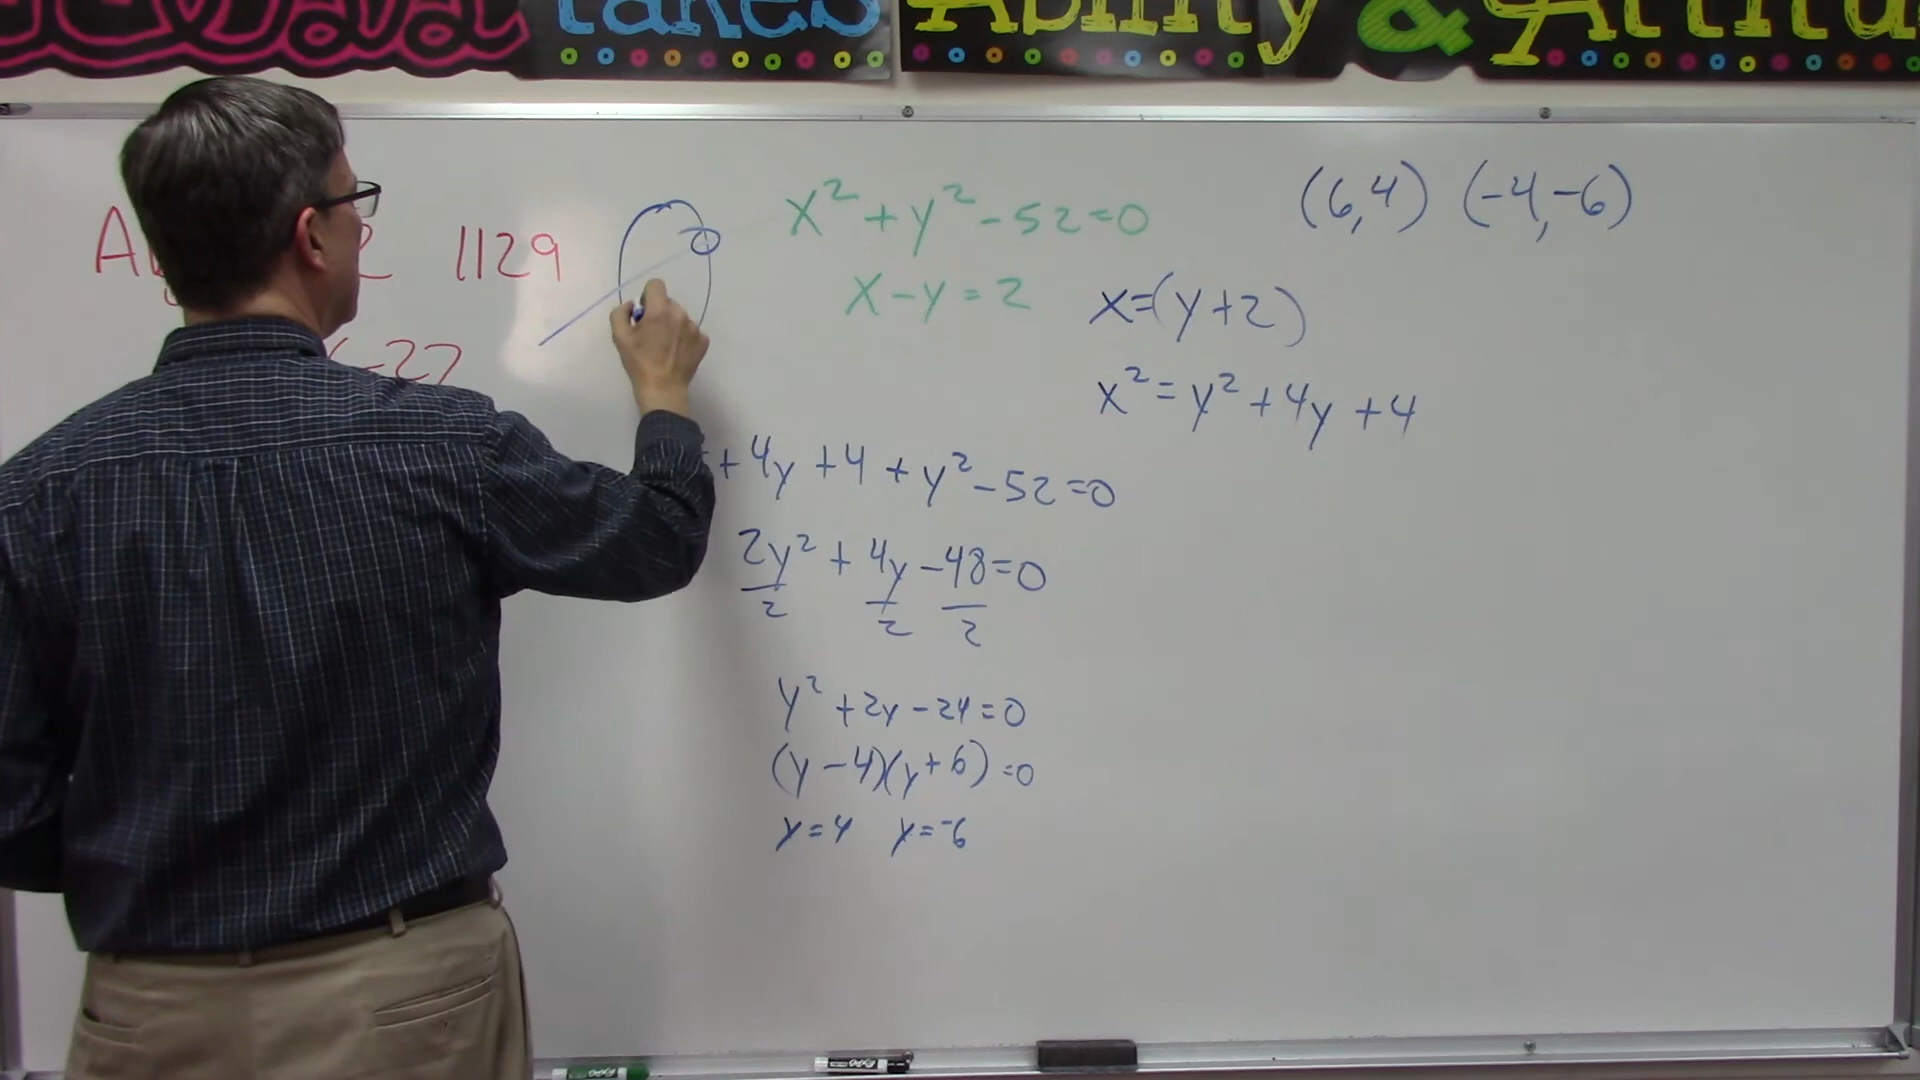 takes Ability &
1129
-27
x² + y² - 52 = 0
x - y = 2
(6,4) (-4,-6)
x = (y + 2)
x² = y² + 4y + 4
+ 4y + 4 + y² - 52 = 0
2y² + 4y - 48 = 0
2 2 2
y² + 2y - 24 = 0
(y - 4)(y + 6) = 0
y = 4 y = -6